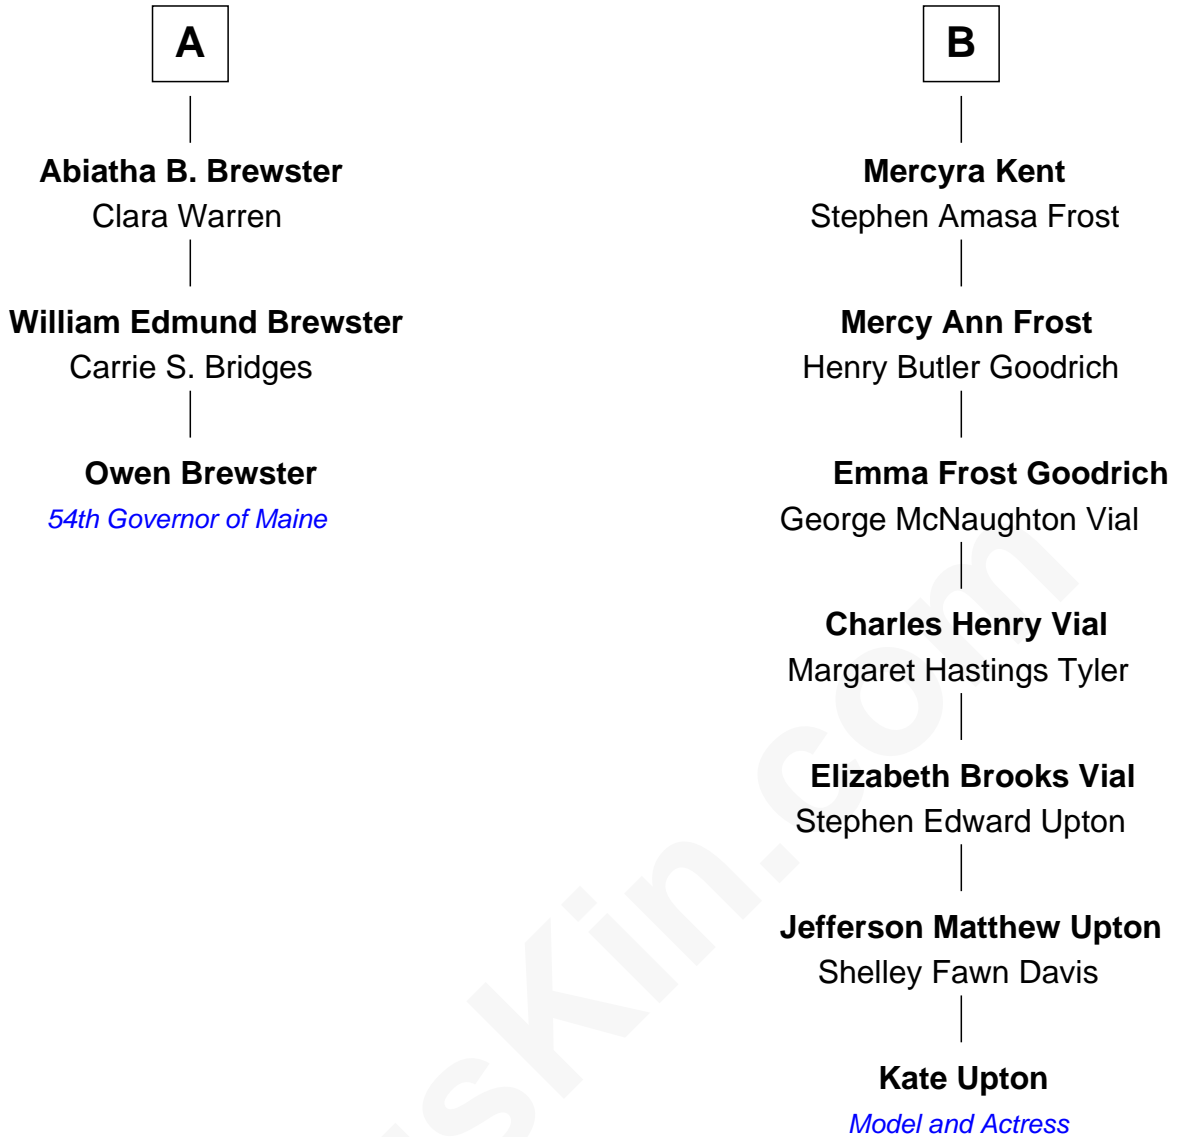 A
Abiatha B. Brewster
Clara Warren
William Edmund Brewster
Carrie S. Bridges
Owen Brewster
54th Governor of Maine
B
Mercyra Kent
Stephen Amasa Frost
Mercy Ann Frost
Henry Butler Goodrich
Emma Frost Goodrich
George McNaughton Vial
Charles Henry Vial
Margaret Hastings Tyler
Elizabeth Brooks Vial
Stephen Edward Upton
Jefferson Matthew Upton
Shelley Fawn Davis
Kate Upton
Model and Actress
sKin.com